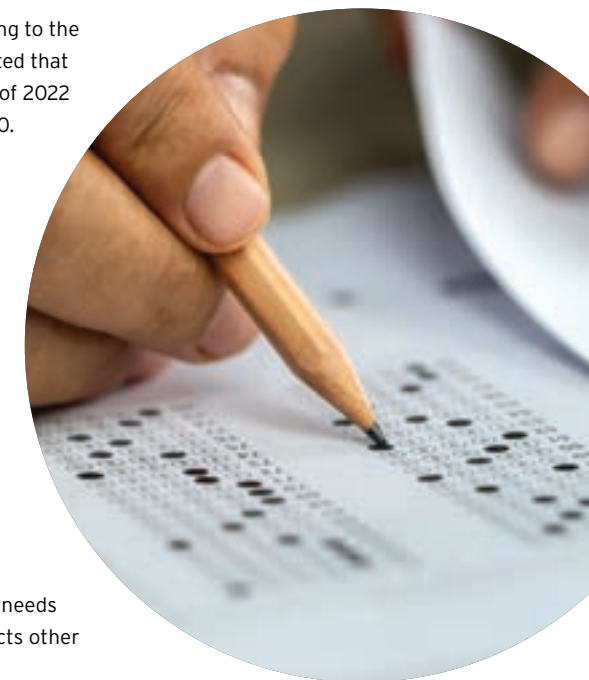 ng to the
ted that
of 2022
0.
needs
cts other